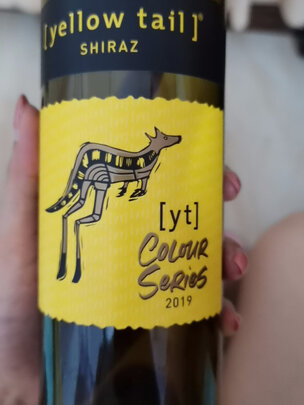 [yellow tail]®
SHIRAZ
[yt]
COLOUR
SERIES
2019